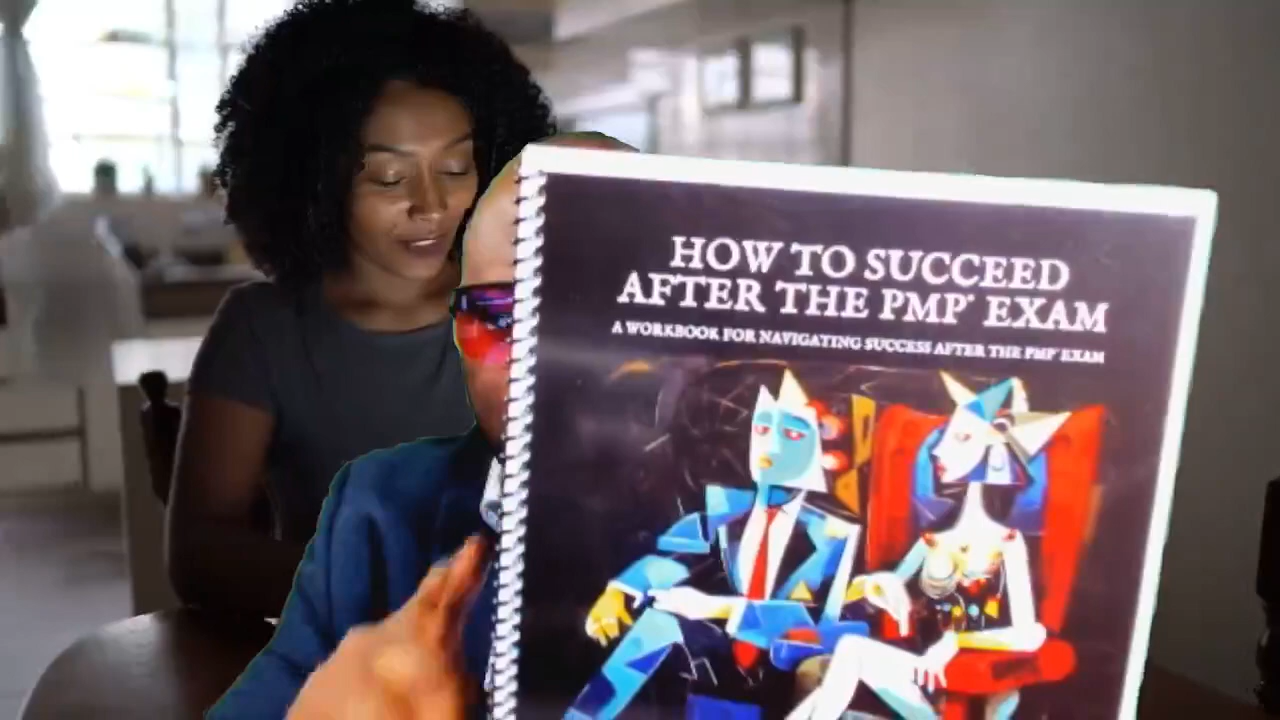 HOW TO SUCCEED
AFTER THE PMP® EXAM
A WORKBOOK FOR NAVIGATING SUCCESS AFTER THE PMP® EXAM